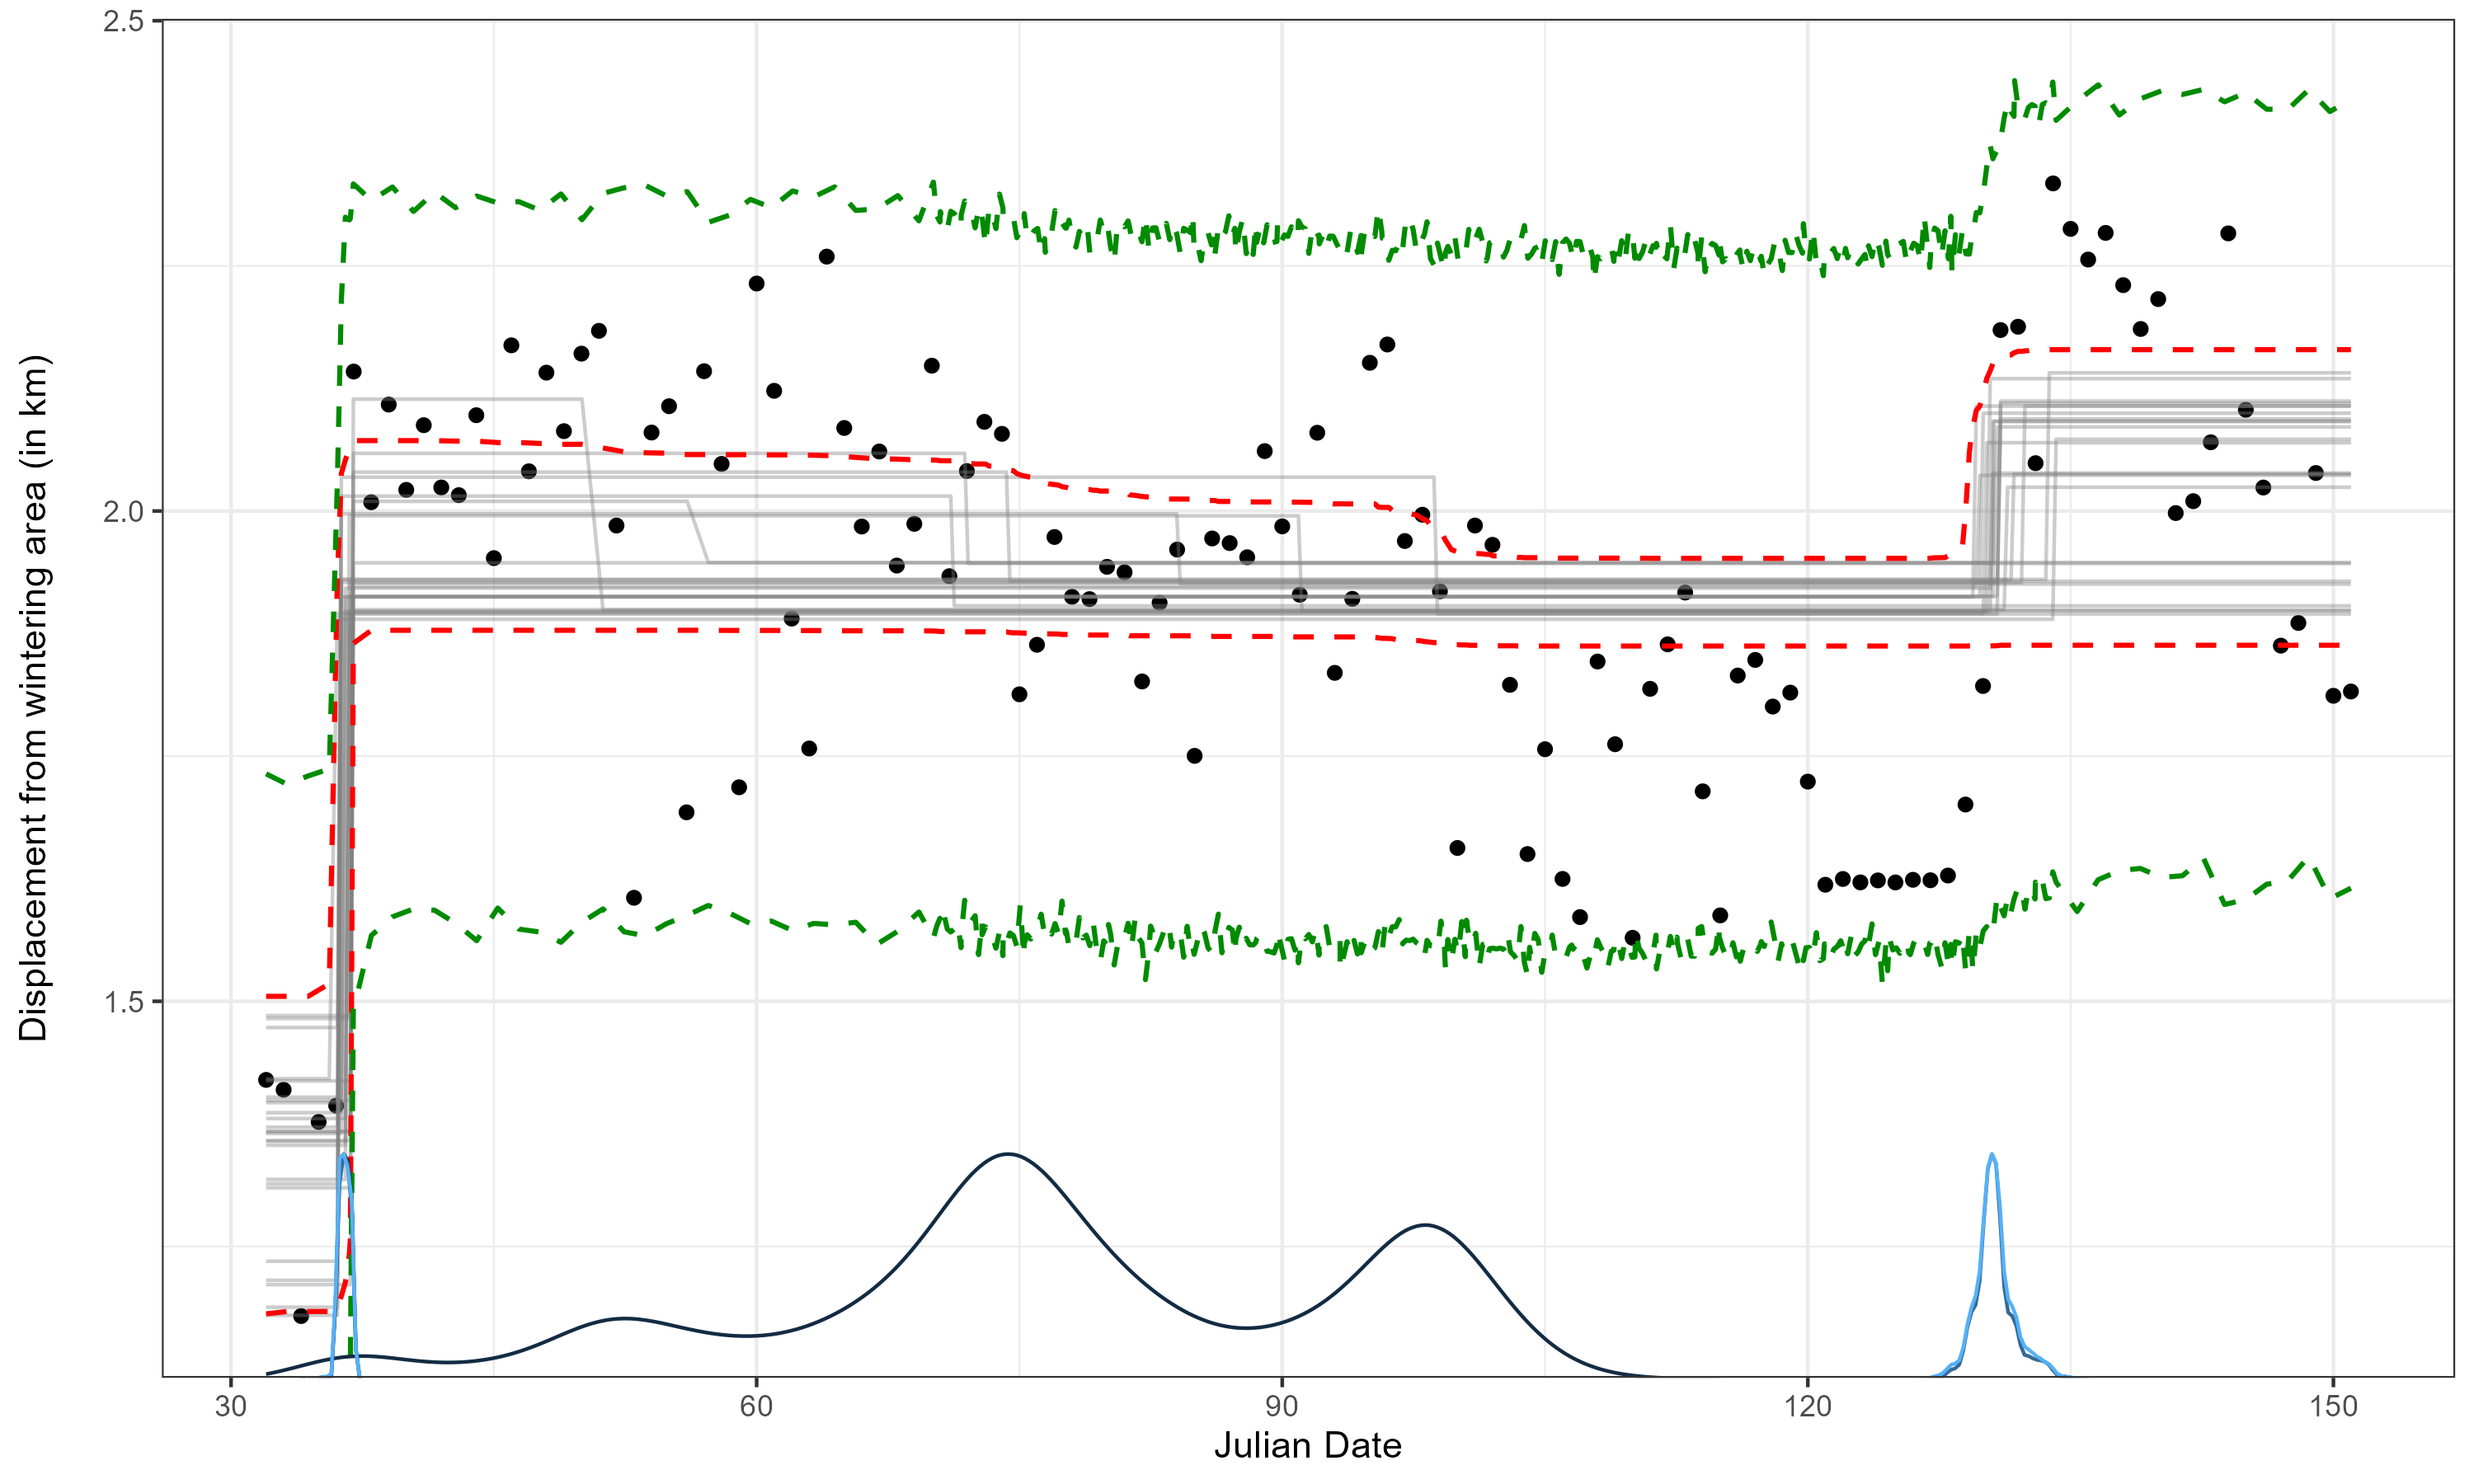 Displacement from wintering area (in km)
2.5
2.0
1.5
30 60 90 120 150
Julian Date